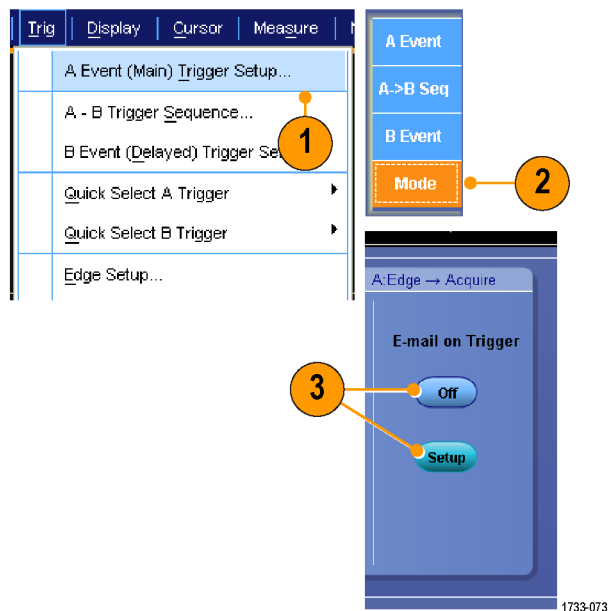 Trig Display Cursor Measure
A Event (Main) Trigger Setup...
A - B Trigger Sequence...
1
B Event (Delayed) Trigger
Quick Select A Trigger
Quick Select B Trigger
Edge Setup...
A Event
A->B Seq
B Event
Mode
2
A:Edge → Acquire
E-mail on Trigger
3
Off
Setup
1733-073